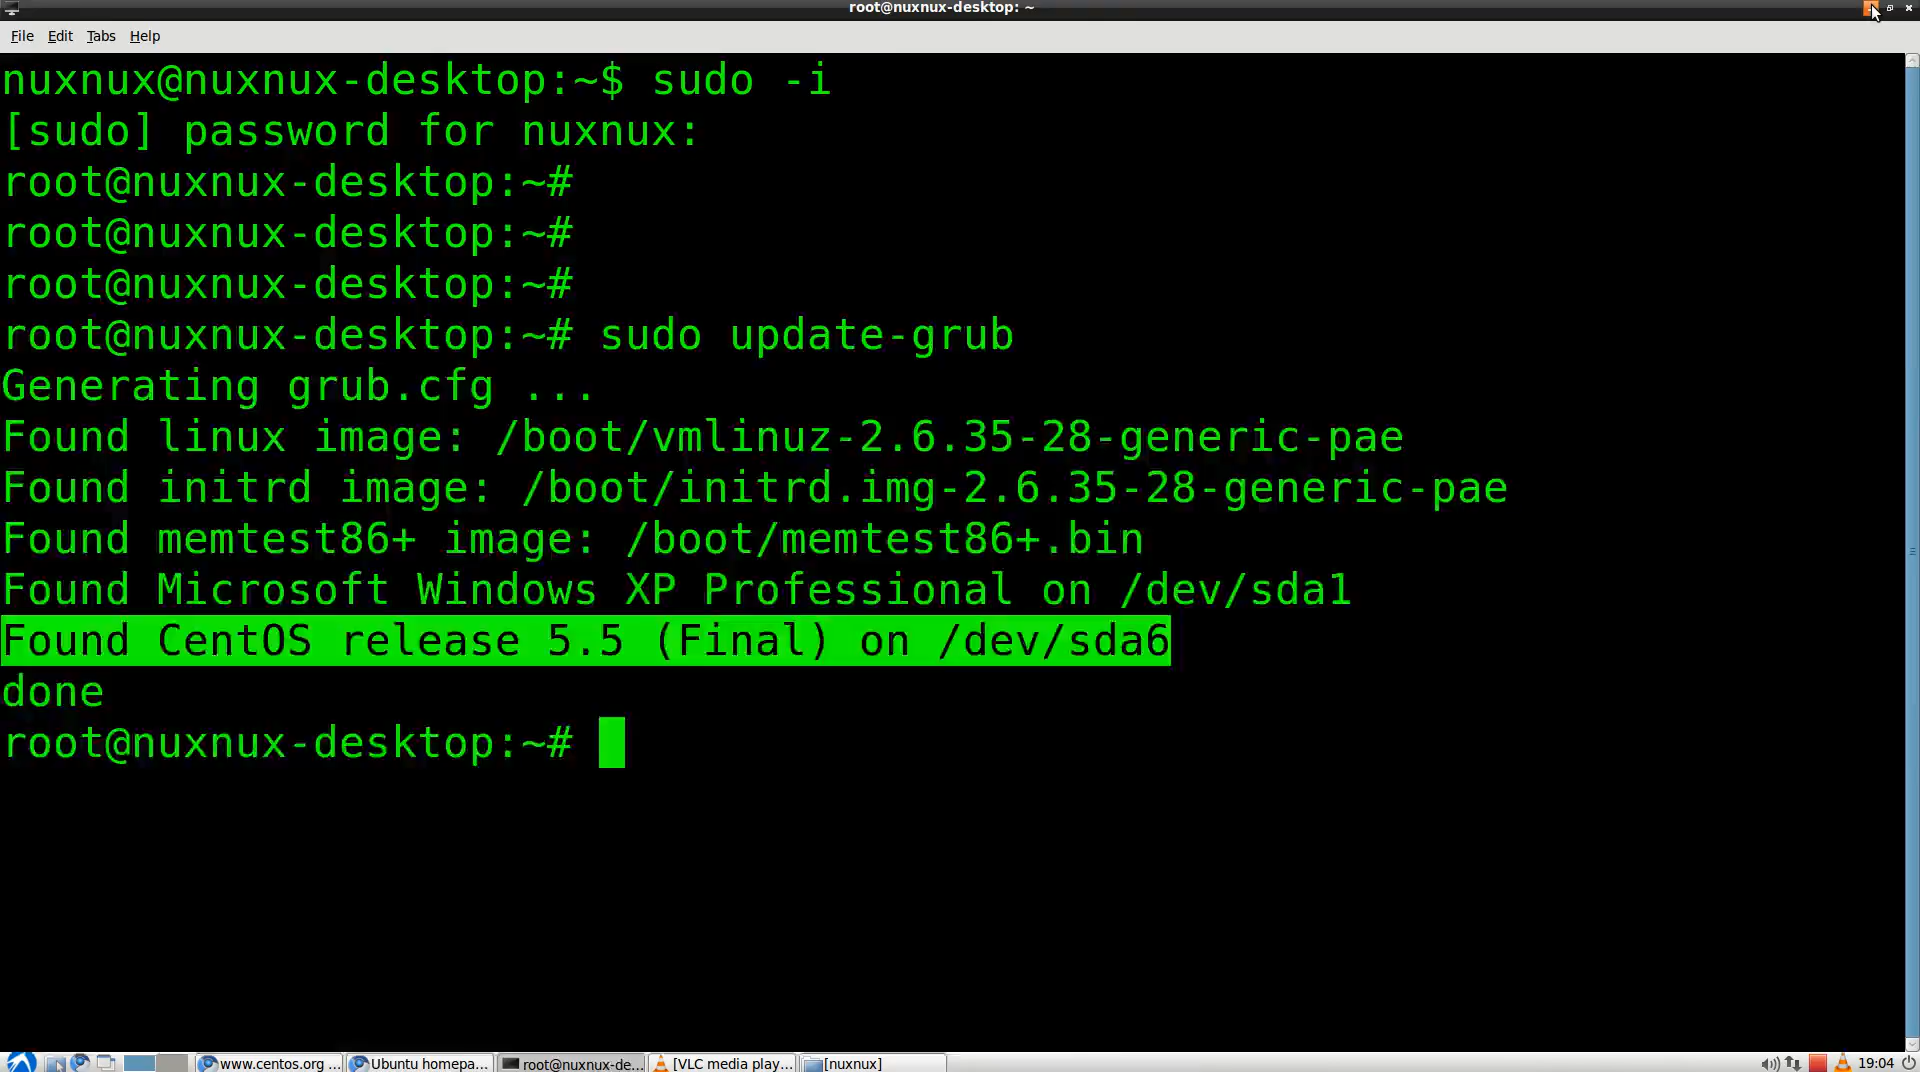 root@nuxnux-desktop: ~
File Edit Tabs Help
nuxnux@nuxnux-desktop:~$ sudo -i
[sudo] password for nuxnux:
root@nuxnux-desktop:~#
root@nuxnux-desktop:~#
root@nuxnux-desktop:~#
root@nuxnux-desktop:~# sudo update-grub
Generating grub.cfg ...
Found linux image: /boot/vmlinuz-2.6.35-28-generic-pae
Found initrd image: /boot/initrd.img-2.6.35-28-generic-pae
Found memtest86+ image: /boot/memtest86+.bin
Found Microsoft Windows XP Professional on /dev/sda1
Found CentOS release 5.5 (Final) on /dev/sda6
done
root@nuxnux-desktop:~#
www.centos.org ... Ubuntu homepa... root@nuxnux-de... [VLC media play... [nuxnux] 19:04